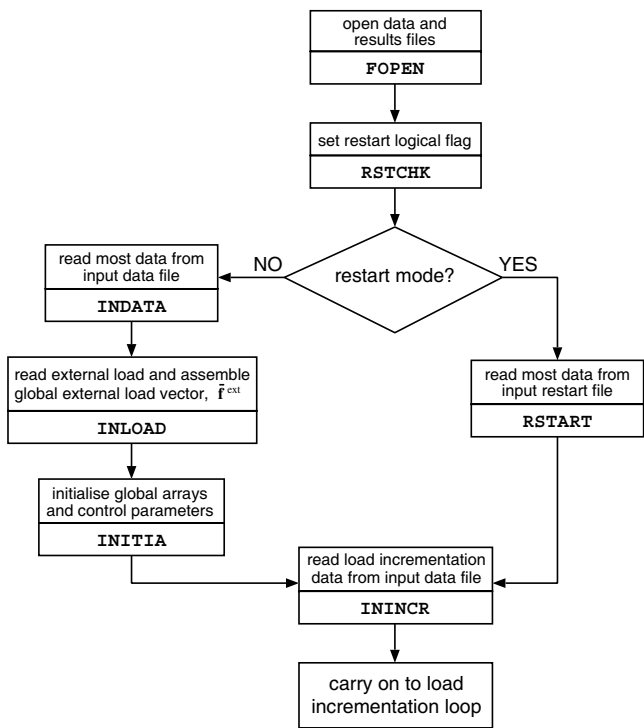 open data and
results files
FOPEN
set restart logical flag
RSTCHK
restart mode?
NO
YES
read most data from
input data file
INDATA
read external load and assemble
global external load vector, f̄ ext
INLOAD
initialise global arrays
and control parameters
INITIA
read most data from
input restart file
RSTART
read load incrementation
data from input data file
ININCR
carry on to load
incrementation loop